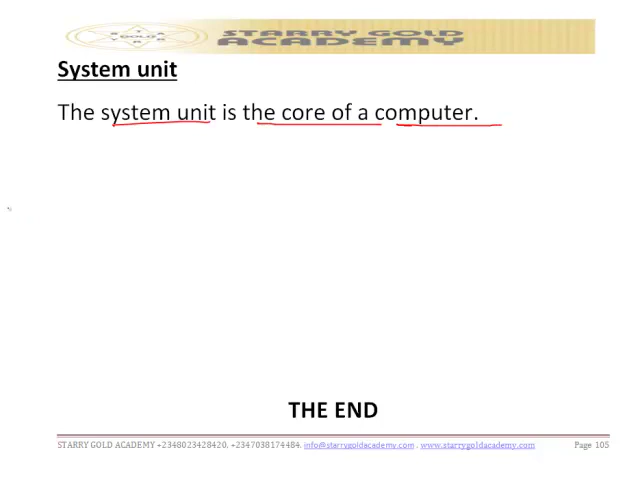 STARRY GOLD
ACADEMY
System unit
The system unit is the core of a computer.
THE END
STARRY GOLD ACADEMY +2348023428420, +2347038174484, info@starrygoldacademy.com , www.starrygoldacademy.com Page 105